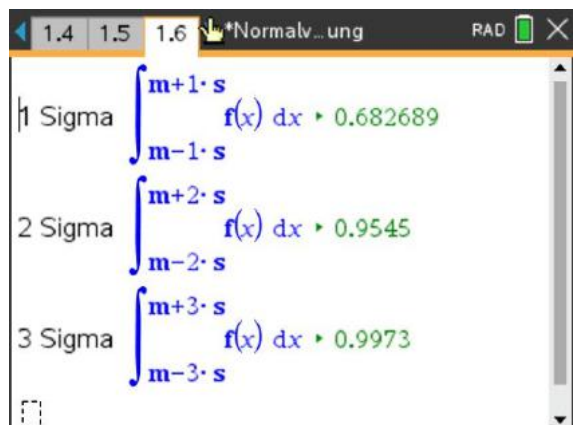 1.4 1.5 1.6 *Normalv...ung RAD
1 Sigma ∫ m+1·s m−1·s f(x) dx ▸ 0.682689
2 Sigma ∫ m+2·s m−2·s f(x) dx ▸ 0.9545
3 Sigma ∫ m+3·s m−3·s f(x) dx ▸ 0.9973